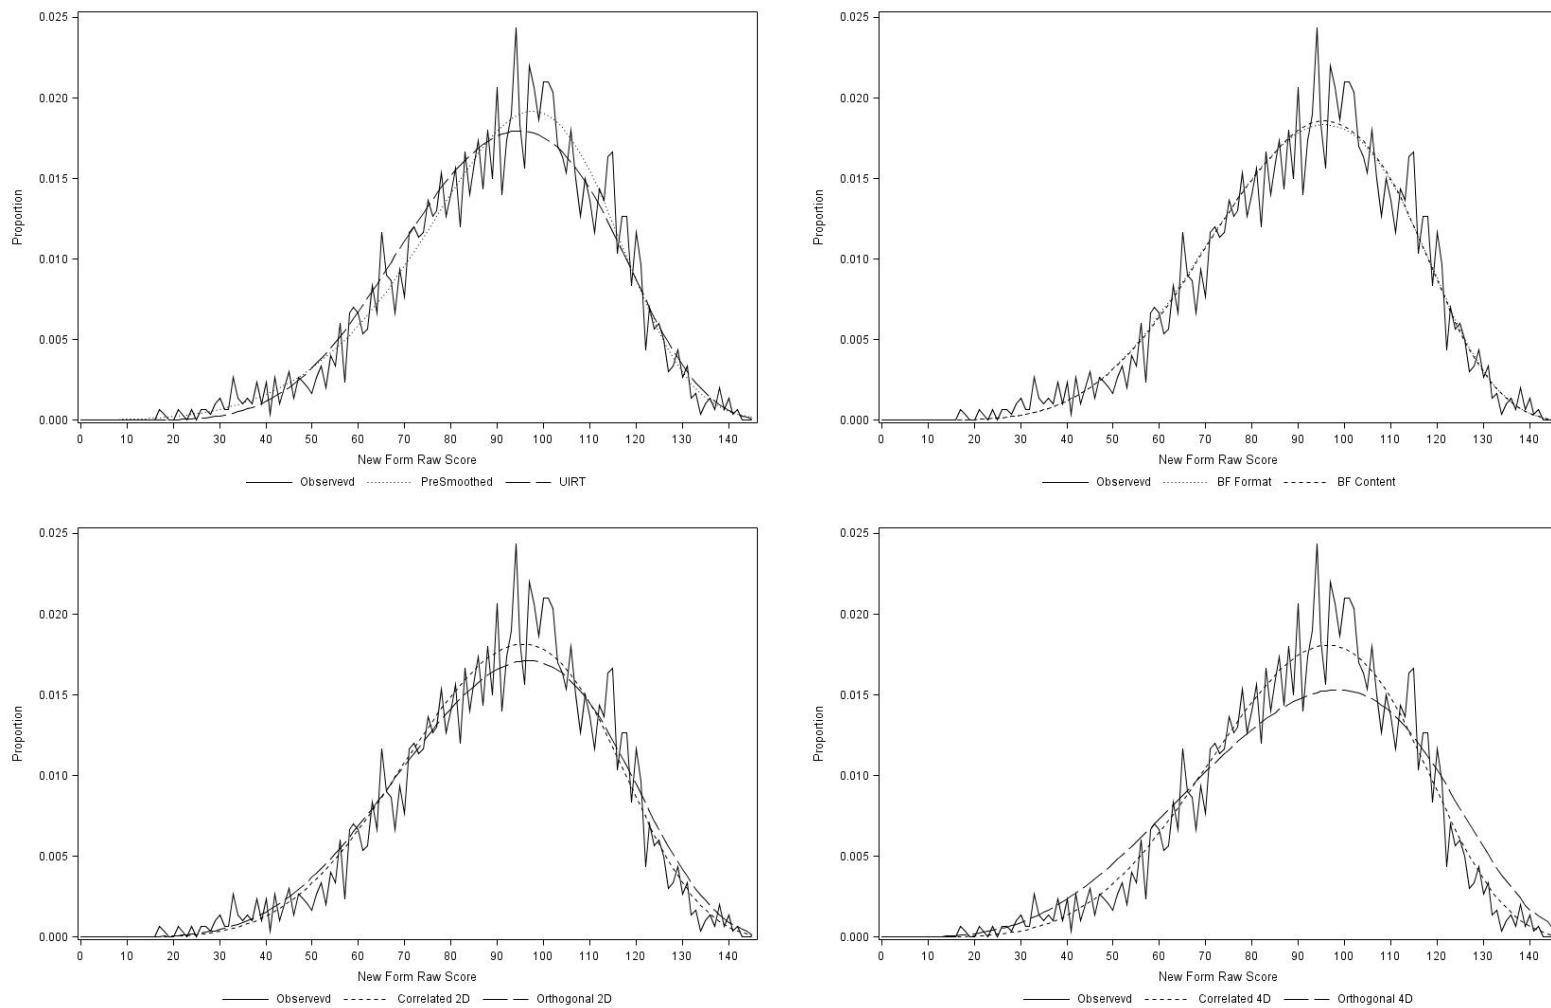 0.025
0.020
0.015
0.010
0.005
0.000
Proportion
0 10 20 30 40 50 60 70 80 90 100 110 120 130 140
New Form Raw Score
Observevd PreSmoothed UIRT
0.025
0.020
0.015
0.010
0.005
0.000
Proportion
0 10 20 30 40 50 60 70 80 90 100 110 120 130 140
New Form Raw Score
Observevd BF Format BF Content
0.025
0.020
0.015
0.010
0.005
0.000
Proportion
0 10 20 30 40 50 60 70 80 90 100 110 120 130 140
New Form Raw Score
Observevd Correlated 2D Orthogonal 2D
0.025
0.020
0.015
0.010
0.005
0.000
Proportion
0 10 20 30 40 50 60 70 80 90 100 110 120 130 140
New Form Raw Score
Observevd Correlated 4D Orthogonal 4D